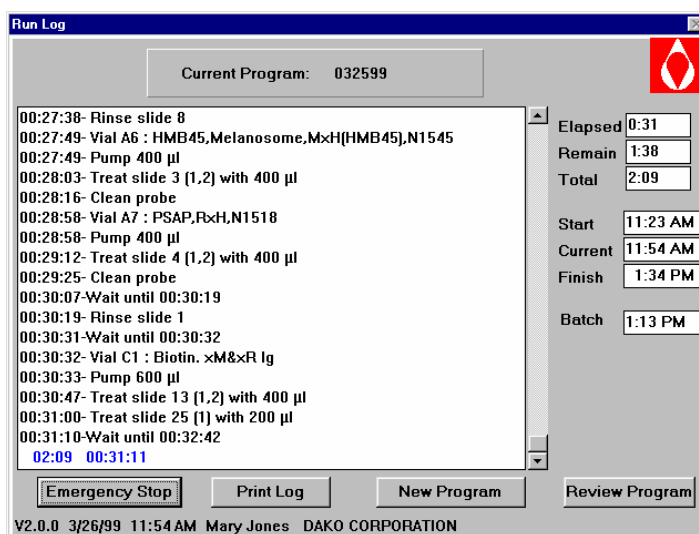 Run Log
Current Program: 032599
00:27:38- Rinse slide 8
00:27:49- Vial A6 : HMB45,Melanosome,MxH(HMB45),N1545
00:27:49- Pump 400 µl
00:28:03- Treat slide 3 (1,2) with 400 µl
00:28:16- Clean probe
00:28:58- Vial A7 : PSAP,RxH,N1518
00:28:58- Pump 400 µl
00:29:12- Treat slide 4 (1,2) with 400 µl
00:29:25- Clean probe
00:30:07-Wait until 00:30:19
00:30:19- Rinse slide 1
00:30:31-Wait until 00:30:32
00:30:32- Vial C1 : Biotin. xM&xR Ig
00:30:33- Pump 600 µl
00:30:47- Treat slide 13 (1,2) with 400 µl
00:31:00- Treat slide 25 (1) with 200 µl
00:31:10-Wait until 00:32:42
02:09 00:31:11
Elapsed 0:31
Remain 1:38
Total 2:09
Start 11:23 AM
Current 11:54 AM
Finish 1:34 PM
Batch 1:13 PM
Emergency Stop Print Log New Program Review Program
V2.0.0 3/26/99 11:54 AM Mary Jones DAKO CORPORATION